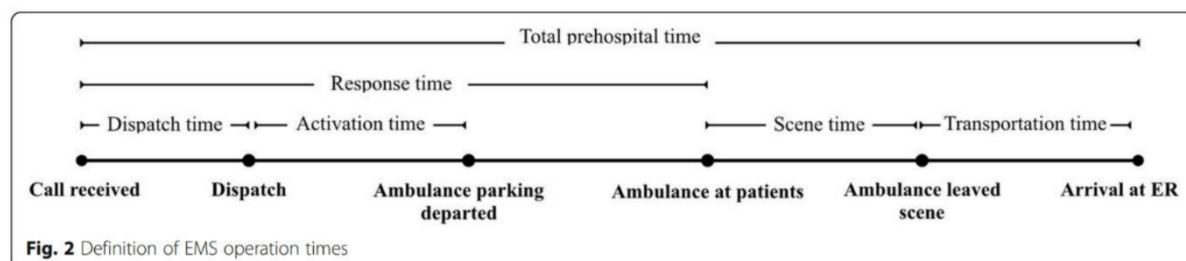 Total prehospital time
Response time
Dispatch time Activation time Scene time Transportation time
Call received Dispatch Ambulance parking departed Ambulance at patients Ambulance leaved scene Arrival at ER
Fig. 2 Definition of EMS operation times